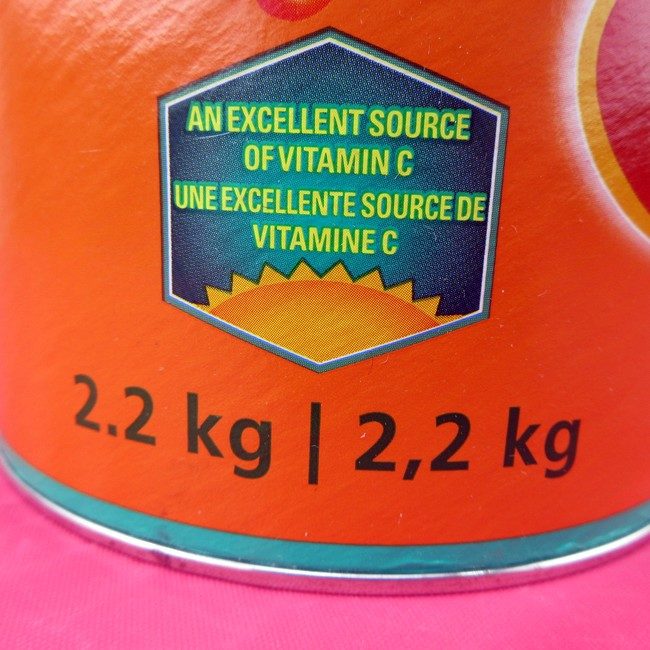 AN EXCELLENT SOURCE
OF VITAMIN C
UNE EXCELLENTE SOURCE DE
VITAMINE C
2.2 kg | 2,2 kg